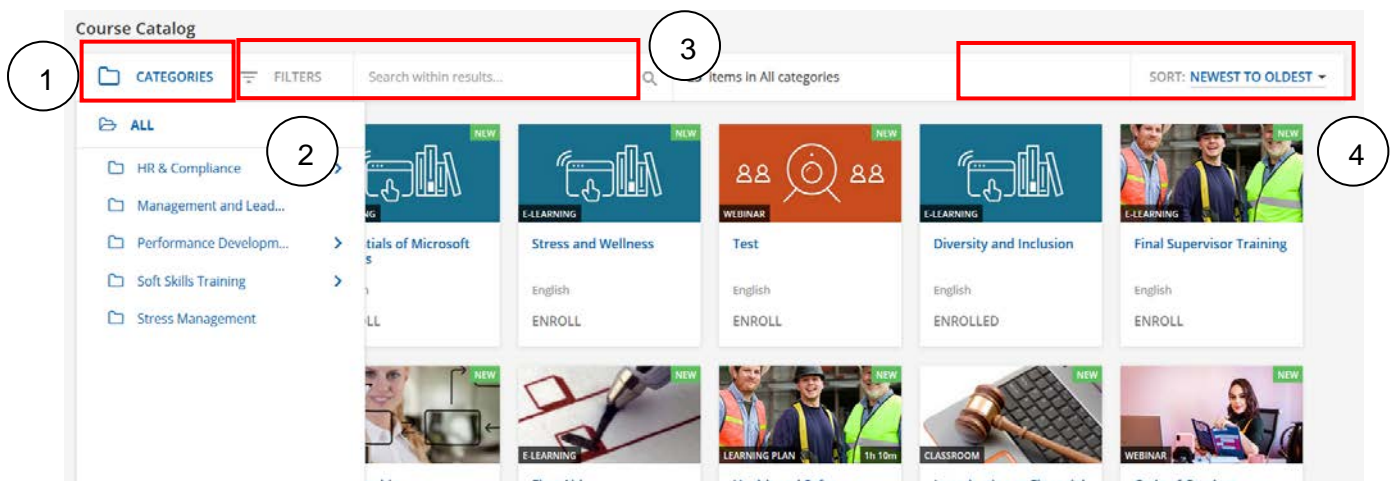 Course Catalog
1
CATEGORIES
FILTERS
Search within results...
3
items in All categories
SORT: NEWEST TO OLDEST
ALL
2
4
HR & Compliance
Management and Lead...
Performance Developm...
Soft Skills Training
Stress Management
NEW
NEW
NEW
NEW
NEW
E-LEARNING
WEBINAR
E-LEARNING
E-LEARNING
Microsoft
Stress and Wellness
Test
Diversity and Inclusion
Final Supervisor Training
English
English
English
English
ENROLL
ENROLL
ENROLLED
ENROLL
NEW
NEW
NEW
NEW
NEW
E-LEARNING
LEARNING PLAN
1h 10m
CLASSROOM
WEBINAR